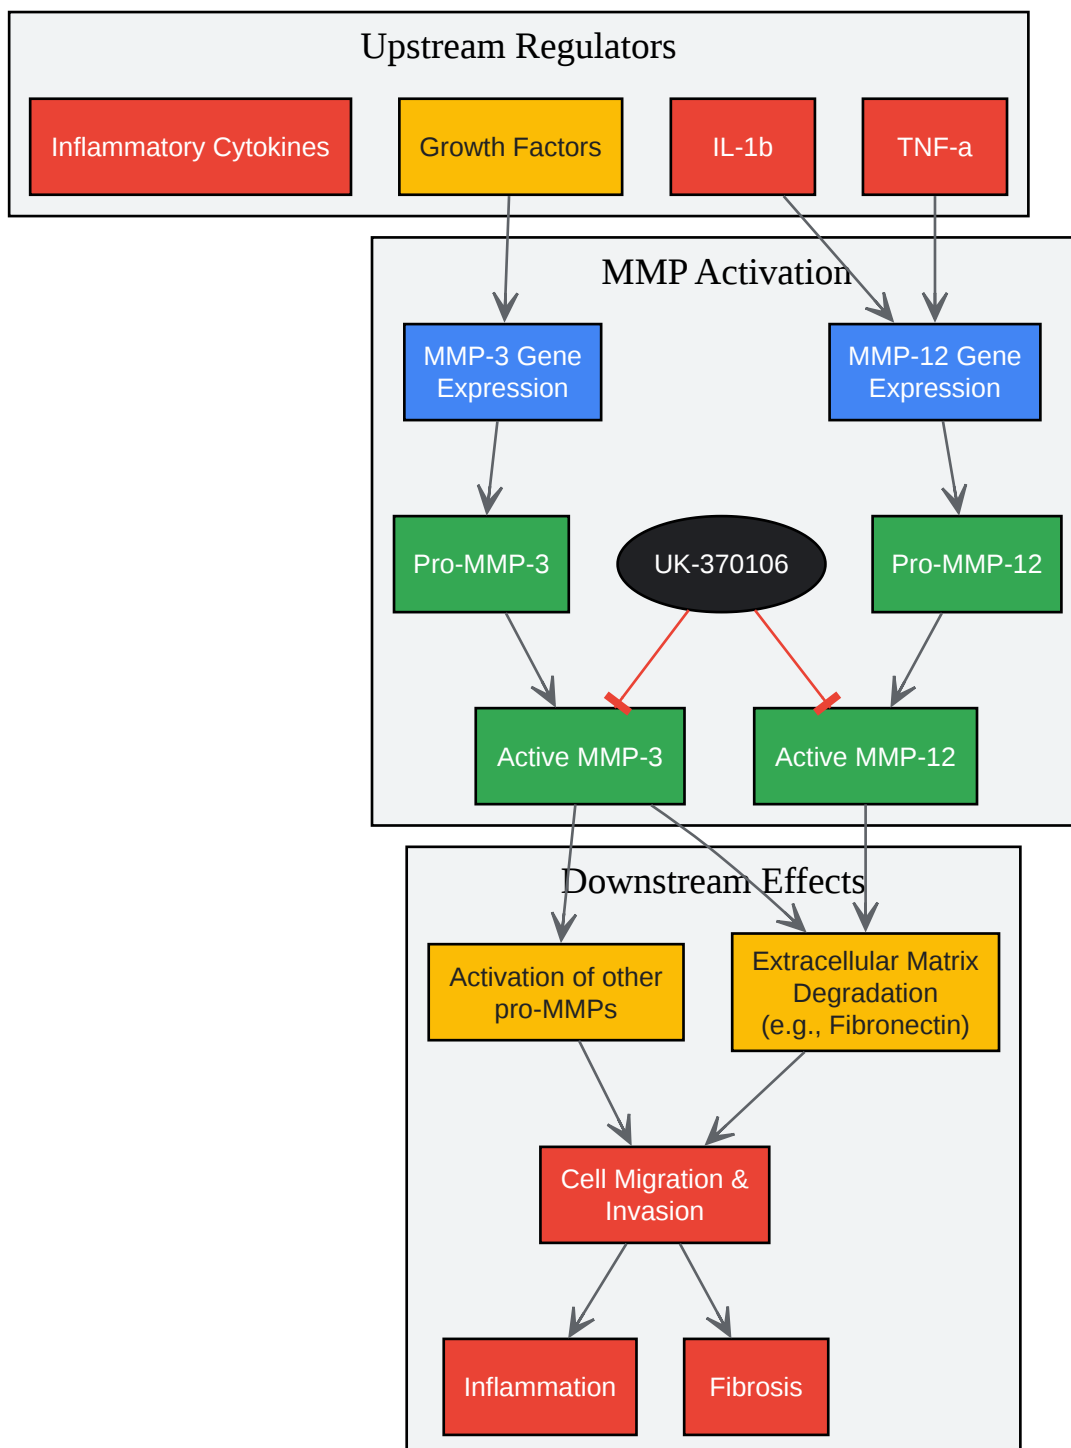 Upstream Regulators
Inflammatory Cytokines
Growth Factors
IL-1b
TNF-a
MMP Activation
MMP-3 Gene
Expression
MMP-12 Gene
Expression
Pro-MMP-3
UK-370106
Pro-MMP-12
Active MMP-3
Active MMP-12
Downstream Effects
Activation of other
pro-MMPs
Extracellular Matrix
Degradation
(e.g., Fibronectin)
Cell Migration &
Invasion
Inflammation
Fibrosis